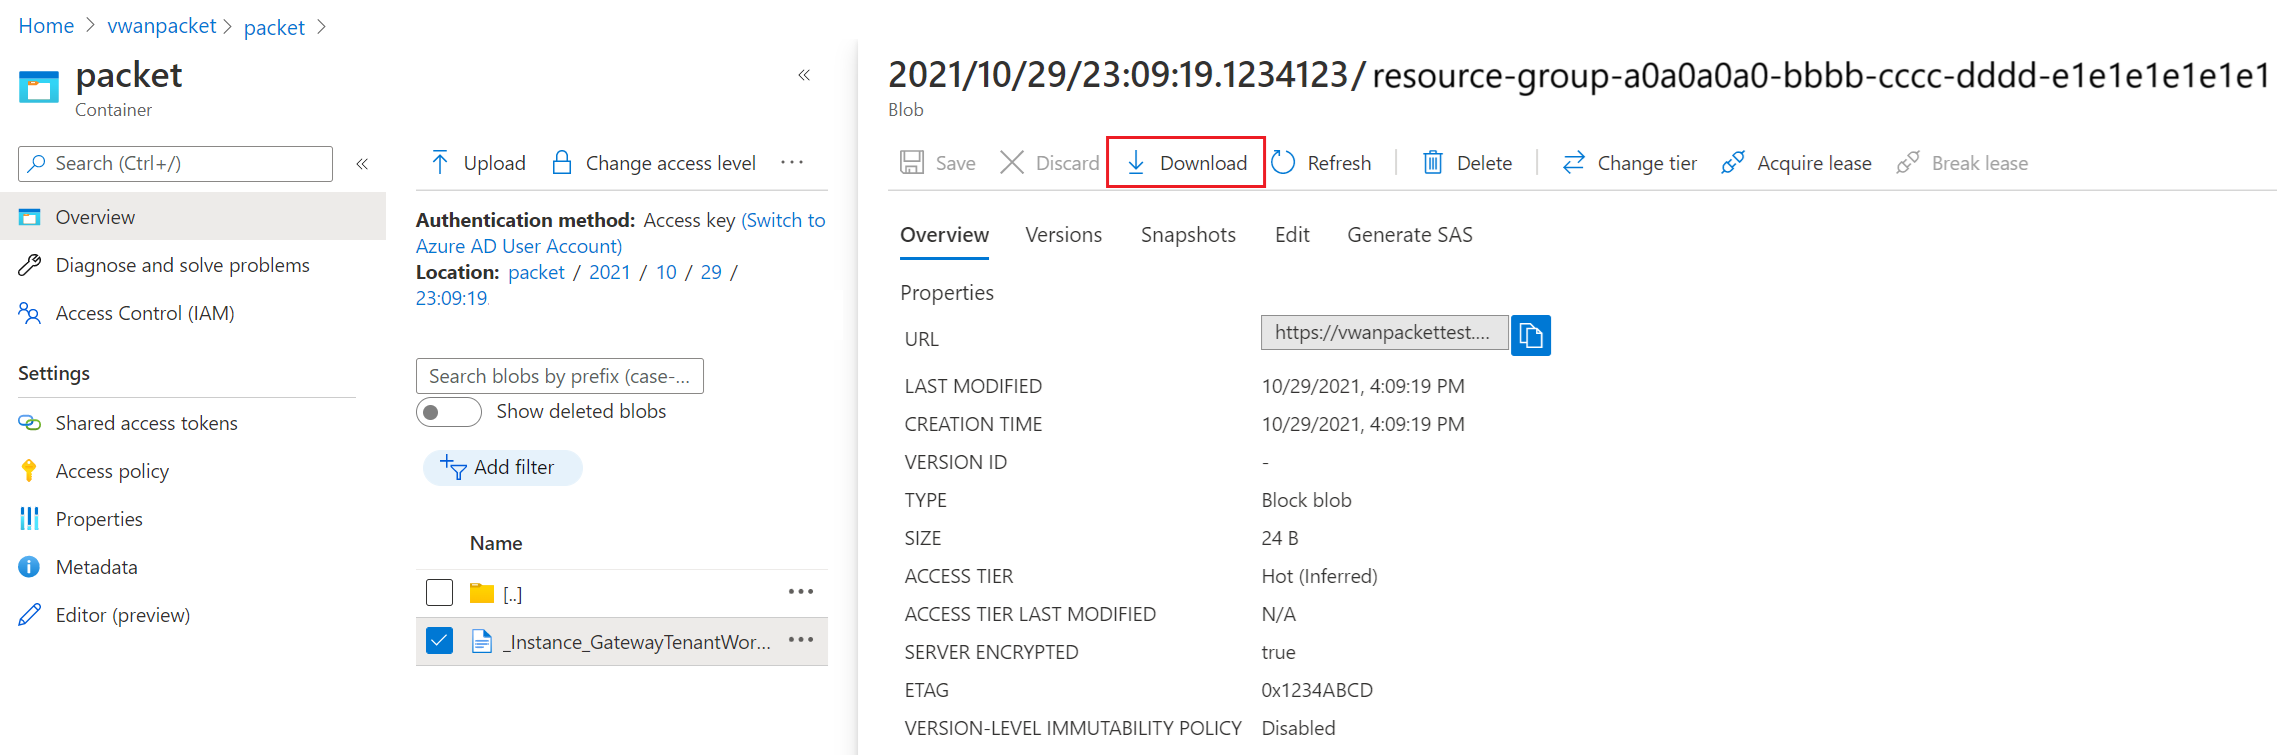 Home > vwanpacket > packet >
packet
Container
«
Search (Ctrl+/)
«
Overview
Diagnose and solve problems
Access Control (IAM)
Settings
Shared access tokens
Access policy
Properties
Metadata
Editor (preview)
Upload Change access level ...
Authentication method: Access key (Switch to
Azure AD User Account)
Location: packet / 2021 / 10 / 29 /
23:09:19
Search blobs by prefix (case-...
Show deleted blobs
Add filter
Name
[..] ...
_Instance_GatewayTenantWor... ...
2021/10/29/23:09:19.1234123/resource-group-a0a0a0a0-bbbb-cccc-dddd-e1e1e1e1e1e1
Blob
Save Discard Download Refresh Delete Change tier Acquire lease Break lease
Overview Versions Snapshots Edit Generate SAS
Properties
URL https://vwanpackettest....
LAST MODIFIED 10/29/2021, 4:09:19 PM
CREATION TIME 10/29/2021, 4:09:19 PM
VERSION ID -
TYPE Block blob
SIZE 24 B
ACCESS TIER Hot (Inferred)
ACCESS TIER LAST MODIFIED N/A
SERVER ENCRYPTED true
ETAG 0x1234ABCD
VERSION-LEVEL IMMUTABILITY POLICY Disabled